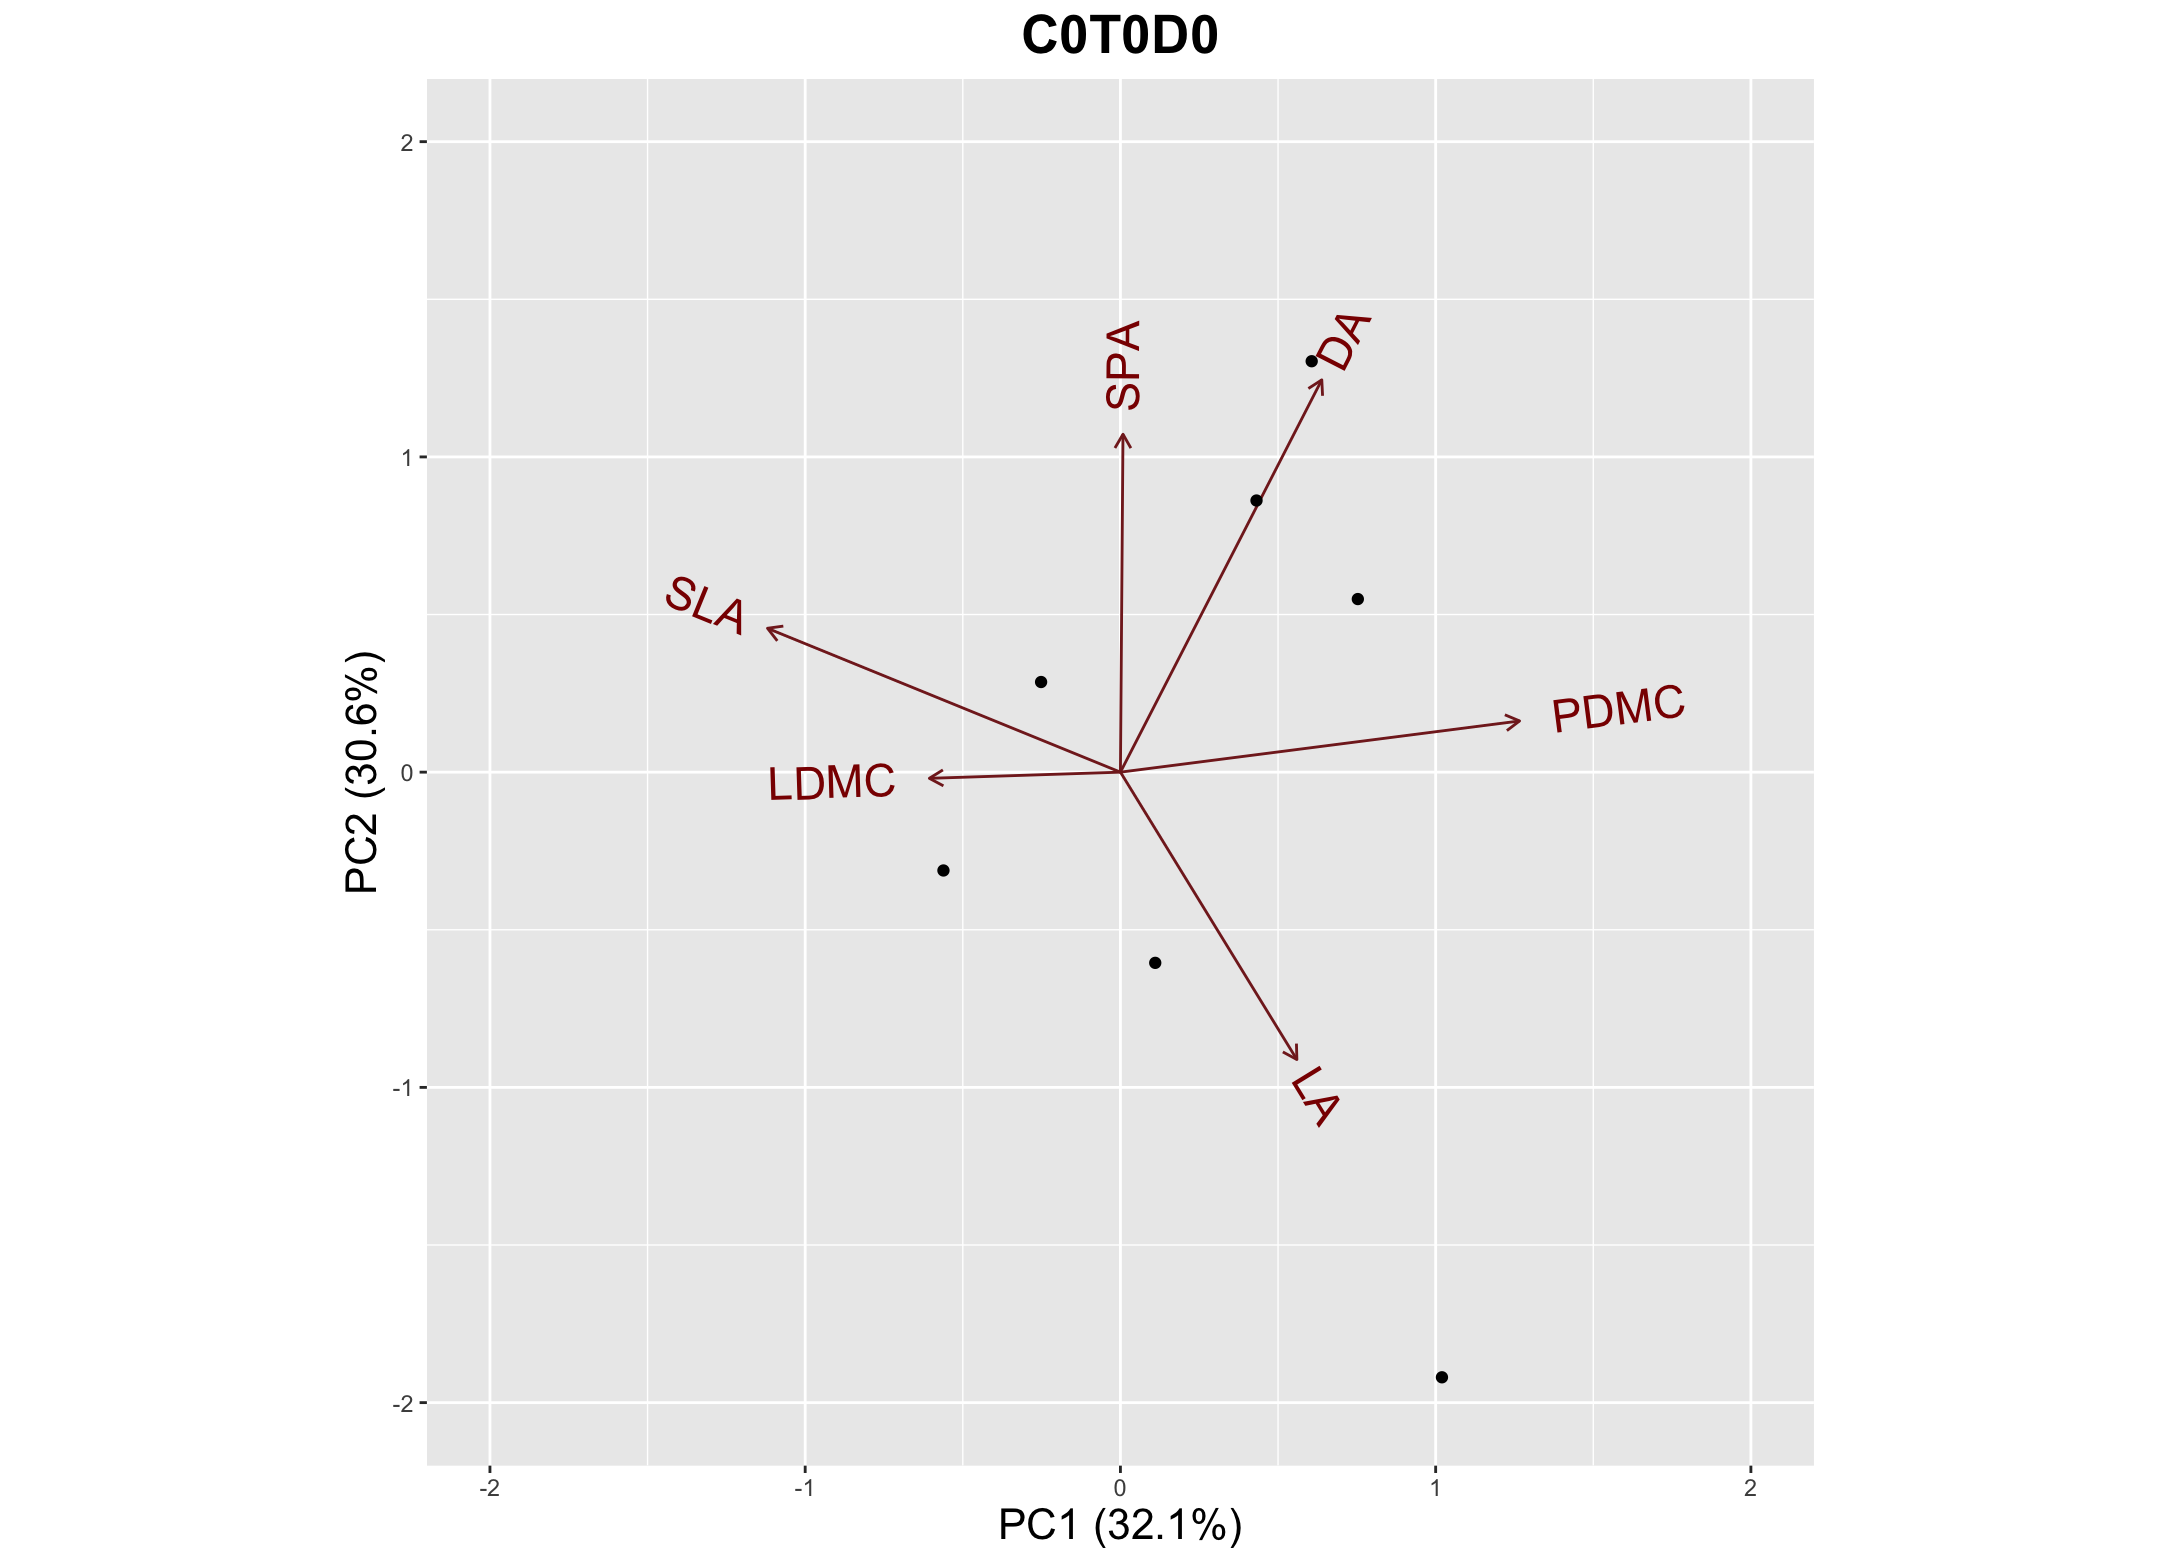 C0T0D0
2
1
0
-1
-2
PC2 (30.6%)
SPA
DA
SLA
PDMC
LDMC
LA
-2
-1
0
1
2
PC1 (32.1%)